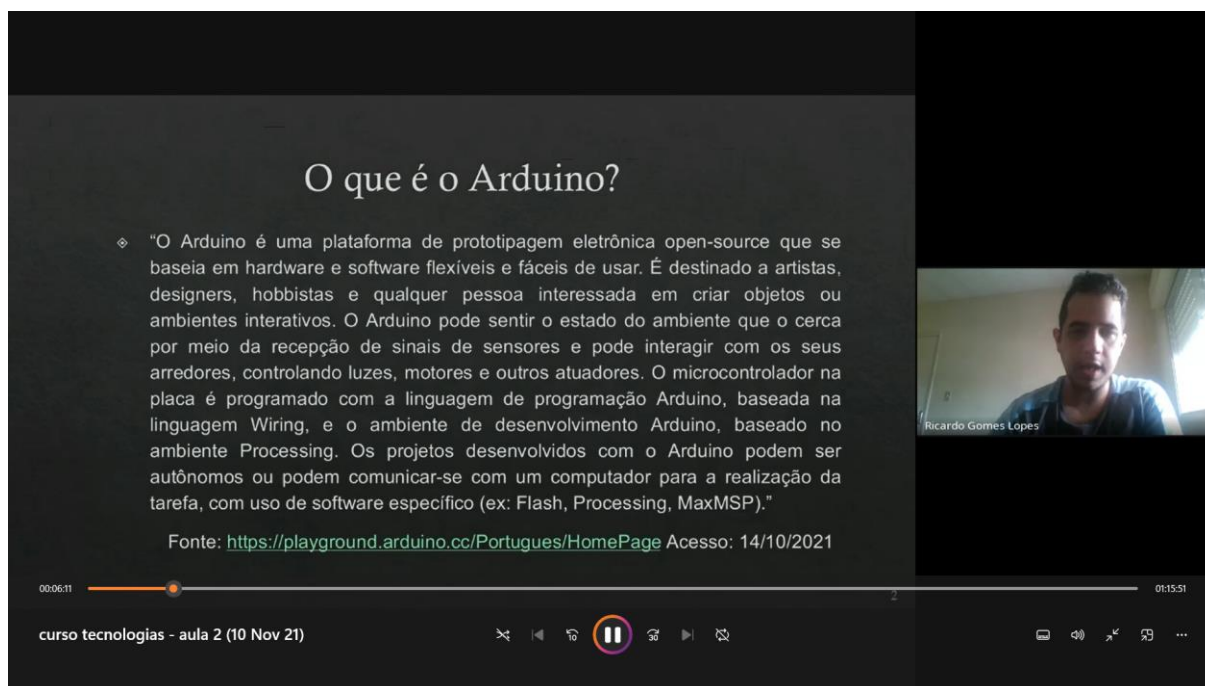 O que é o Arduino?
“O Arduino é uma plataforma de prototipagem eletrônica open-source que se
baseia em hardware e software flexíveis e fáceis de usar. É destinado a artistas,
designers, hobbistas e qualquer pessoa interessada em criar objetos ou
ambientes interativos. O Arduino pode sentir o estado do ambiente que o cerca
por meio da recepção de sinais de sensores e pode interagir com os seus
arredores, controlando luzes, motores e outros atuadores. O microcontrolador na
placa é programado com a linguagem de programação Arduino, baseada na
linguagem Wiring, e o ambiente de desenvolvimento Arduino, baseado no
ambiente Processing. Os projetos desenvolvidos com o Arduino podem ser
autônomos ou podem comunicar-se com um computador para a realização da
tarefa, com uso de software específico (ex: Flash, Processing, MaxMSP).”
Fonte: https://playground.arduino.cc/Portugues/HomePage Acesso: 14/10/2021
Ricardo Gomes Lopes
00:06:11
01:15:51
2
curso tecnologias - aula 2 (10 Nov 21)
10
30